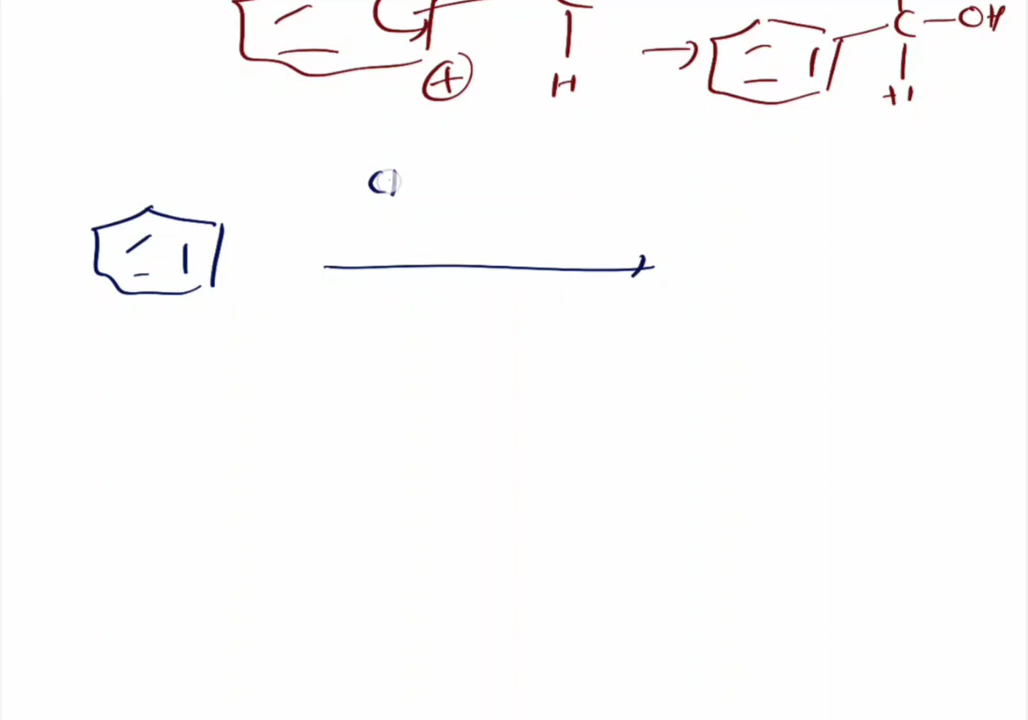 C – OH
⊕ H → H
Cl